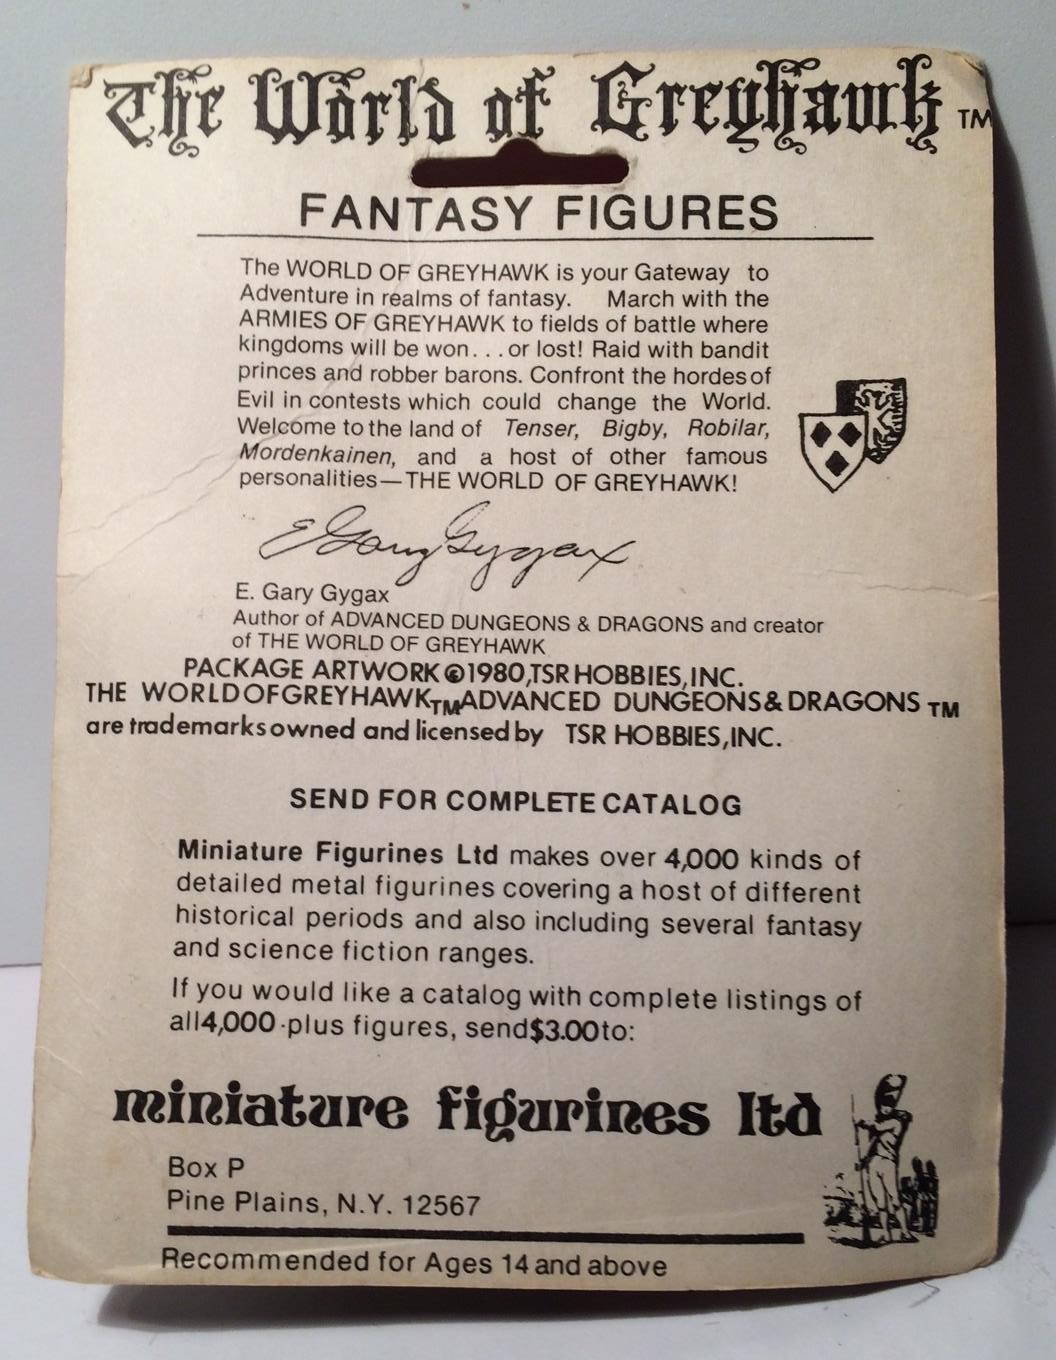 The World of Greyhawk TM
FANTASY FIGURES
The WORLD OF GREYHAWK is your Gateway to
Adventure in realms of fantasy. March with the
ARMIES OF GREYHAWK to fields of battle where
kingdoms will be won...or lost! Raid with bandit
princes and robber barons. Confront the hordes of
Evil in contests which could change the World.
Welcome to the land of Tenser, Bigby, Robilar,
Mordenkainen, and a host of other famous
personalities—THE WORLD OF GREYHAWK!
E Gary Gygax
E. Gary Gygax
Author of ADVANCED DUNGEONS & DRAGONS and creator
of THE WORLD OF GREYHAWK
PACKAGE ARTWORK ©1980, TSR HOBBIES, INC.
THE WORLD OF GREYHAWK TM ADVANCED DUNGEONS & DRAGONS TM
are trademarks owned and licensed by TSR HOBBIES, INC.
SEND FOR COMPLETE CATALOG
Miniature Figurines Ltd makes over 4,000 kinds of
detailed metal figurines covering a host of different
historical periods and also including several fantasy
and science fiction ranges.
If you would like a catalog with complete listings of
all 4,000-plus figures, send $3.00 to:
miniature figurines ltd
Box P
Pine Plains, N.Y. 12567
Recommended for Ages 14 and above